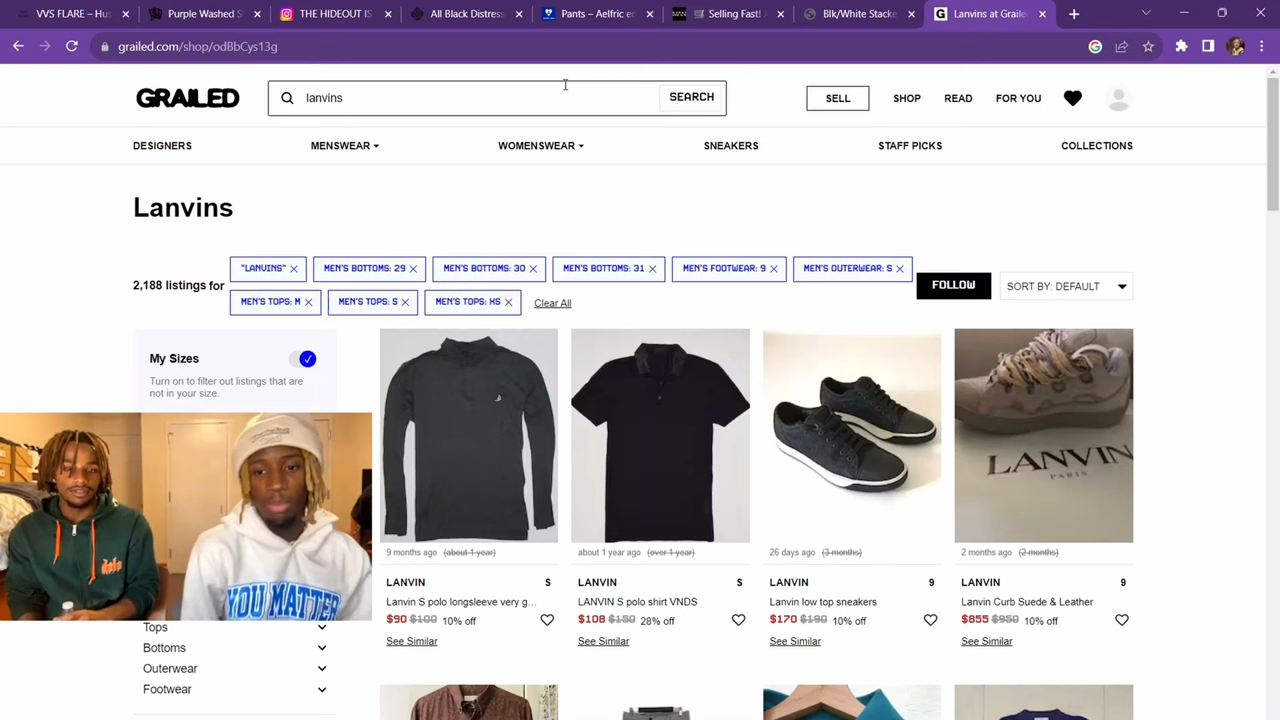 VVS FLARE – Hus
Purple Washed S
THE HIDEOUT IS
All Black Distress
Pants – Aelfric ed
Selling Fast! A
Blk/White Stacke
Lanvins at Graile
grailed.com/shop/odBbCys13g
GRAILED
lanvins
SEARCH
SELL
SHOP
READ
FOR YOU
DESIGNERS
MENSWEAR
WOMENSWEAR
SNEAKERS
STAFF PICKS
COLLECTIONS
Lanvins
2,188 listings for
"LANVINS" ×
MEN'S BOTTOMS: 29 ×
MEN'S BOTTOMS: 30 ×
MEN'S BOTTOMS: 31 ×
MEN'S FOOTWEAR: 9 ×
MEN'S OUTERWEAR: S ×
MEN'S TOPS: M ×
MEN'S TOPS: S ×
MEN'S TOPS: XS ×
Clear All
FOLLOW
SORT BY: DEFAULT
My Sizes
Turn on to filter out listings that are
not in your size.
LANVIN
PARIS
YOU MATTER
Tops
Bottoms
Outerwear
Footwear
9 months ago (about 1 year)
LANVIN S
Lanvin S polo longsleeve very g...
$90 $100 10% off
See Similar
about 1 year ago (over 1 year)
LANVIN S
LANVIN S polo shirt VNDS
$108 $150 28% off
See Similar
26 days ago (3 months)
LANVIN 9
Lanvin low top sneakers
$170 $190 10% off
See Similar
2 months ago (2 months)
LANVIN 9
Lanvin Curb Suede & Leather
$855 $950 10% off
See Similar